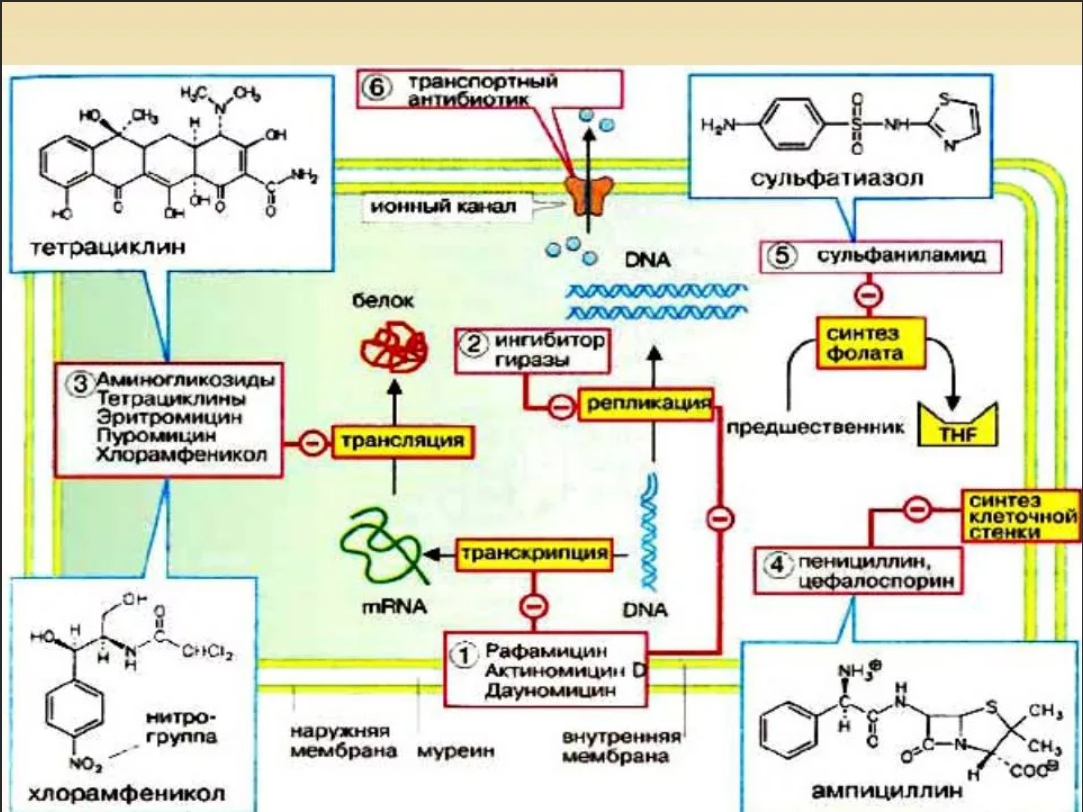 6 транспортный
антибиотик
HO CH₃ H₃C N CH₃
H OH
NH₂
HO O OH OH O O
тетрациклин
H₂N O S O NH S N
сульфатиазол
ионный канал
DNA
5 сульфаниламид
белок
2 ингибитор
гиразы
синтез
фолата
3 Аминогликозиды
Тетрациклины
Эритромицин
Пуромицин
Хлорамфеникол
трансляция
репликация
предшественник
THF
синтез
клеточной
стенки
транскрипция
4 пенициллин,
цефалоспорин
mRNA
DNA
1 Рафамицин
Актиномицин D
Дауномицин
OH
HO H O
H N H CHCl₂
нитро-
группа
NO₂
хлорамфеникол
наружняя
мембрана
муреин
внутренняя
мембрана
NH₃⊕
H N S CH₃
H O CH₃
O N
H COO⊖
ампициллин